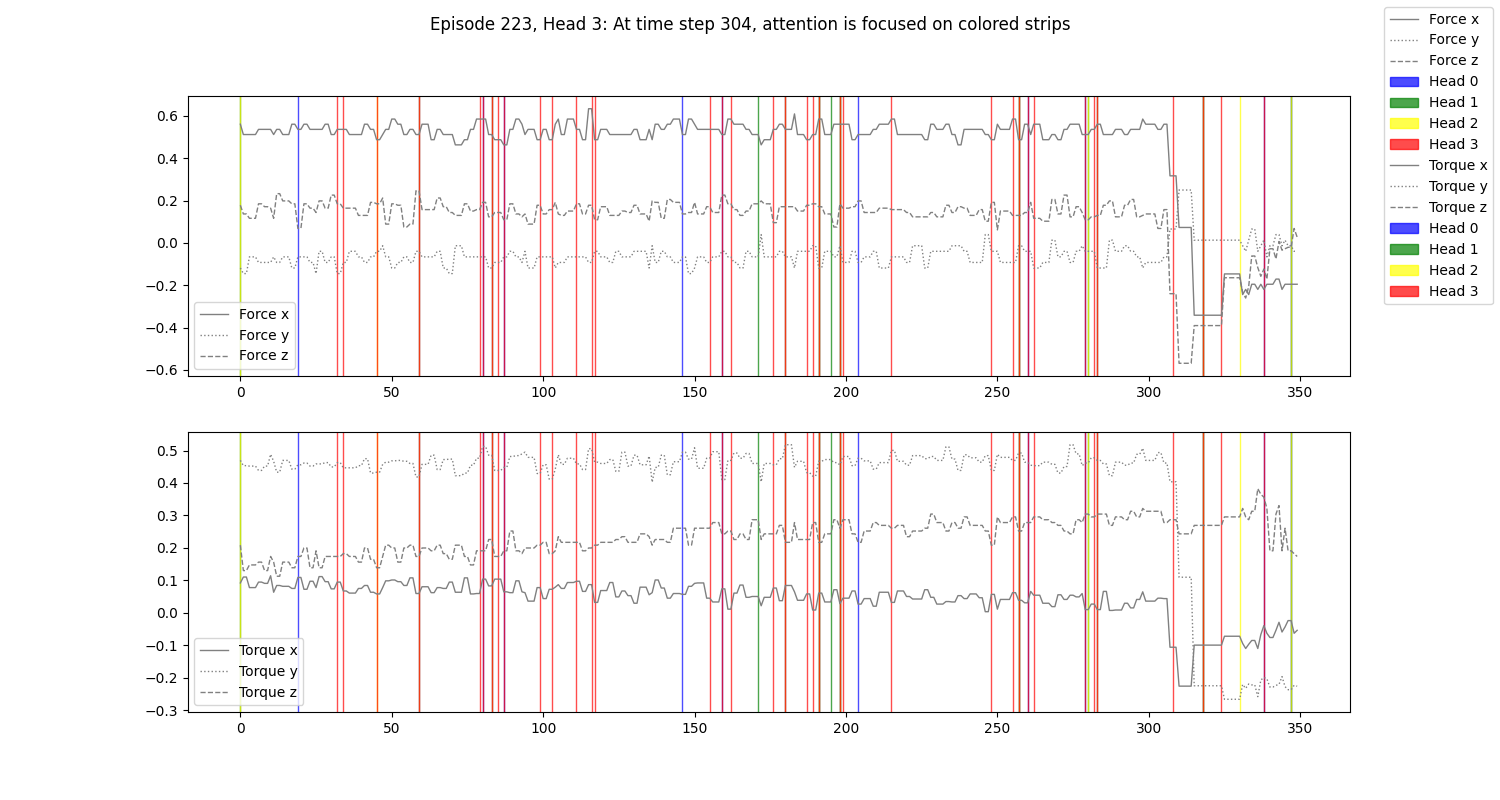 Episode 223, Head 3: At time step 304, attention is focused on colored strips
Force x
Force y
Force z
Head 0
Head 1
Head 2
Head 3
Torque x
Torque y
Torque z
Head 0
Head 1
Head 2
Head 3
0.6
0.4
0.2
0.0
−0.2
−0.4
−0.6
Force x
Force y
Force z
0 50 100 150 200 250 300 350
0.5
0.4
0.3
0.2
0.1
0.0
−0.1
−0.2
−0.3
Torque x
Torque y
Torque z
0 50 100 150 200 250 300 350